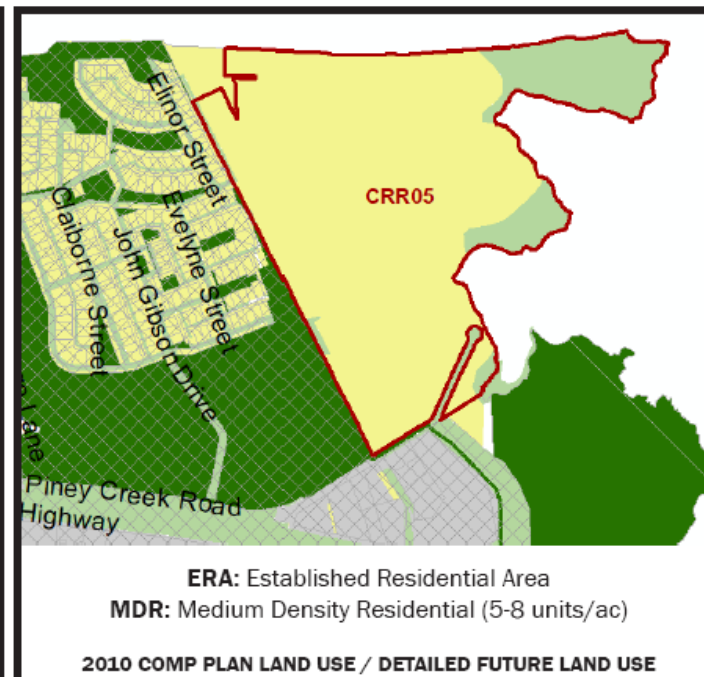 Elinor Street
CRR05
Evelyne Street
Claiborne Street
John Gibson Drive
Lane
Piney Creek Road
Highway
ERA: Established Residential Area
MDR: Medium Density Residential (5-8 units/ac)
2010 COMP PLAN LAND USE / DETAILED FUTURE LAND USE